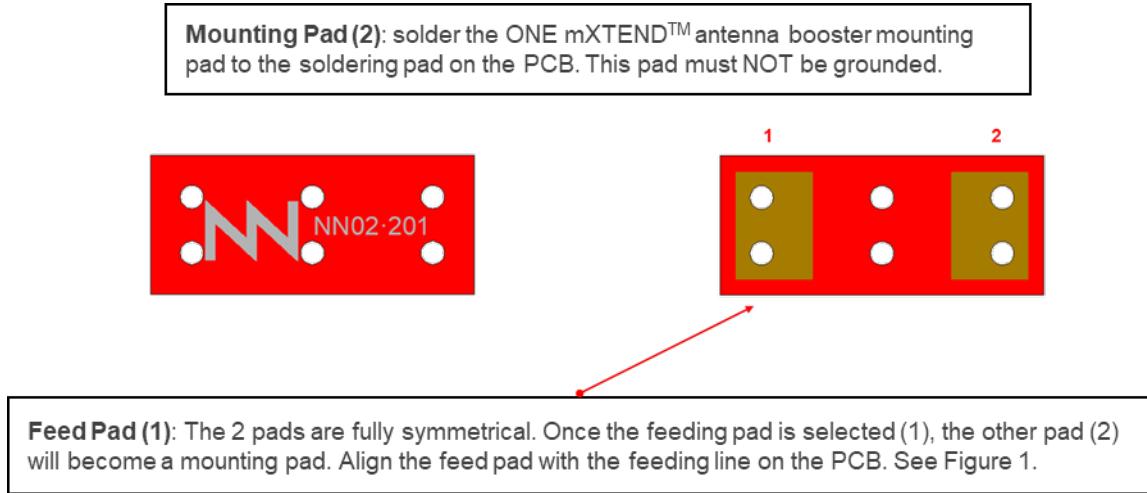 Mounting Pad (2): solder the ONE mXTEND™ antenna booster mounting
pad to the soldering pad on the PCB. This pad must NOT be grounded.
1
2
NN02·201
Feed Pad (1): The 2 pads are fully symmetrical. Once the feeding pad is selected (1), the other pad (2)
will become a mounting pad. Align the feed pad with the feeding line on the PCB. See Figure 1.